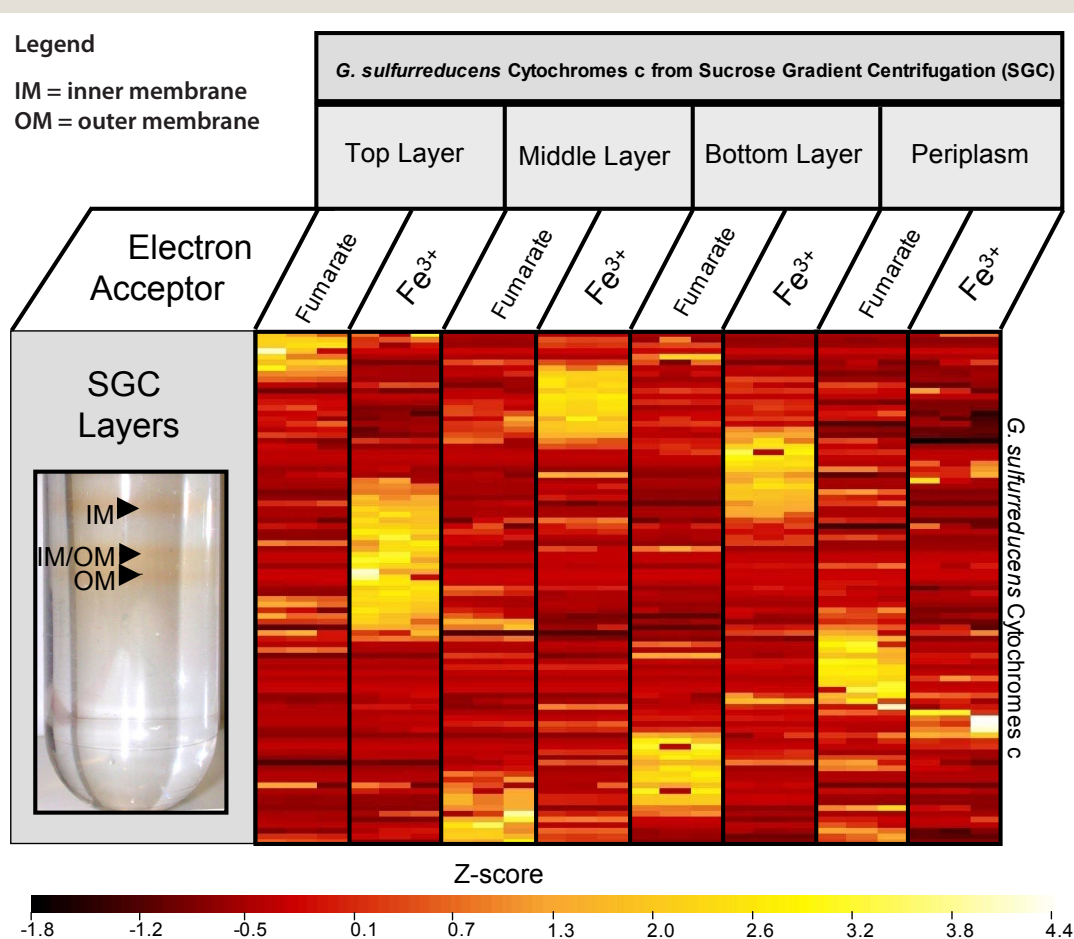 Legend
IM = inner membrane
OM = outer membrane
G. sulfurreducens Cytochromes c from Sucrose Gradient Centrifugation (SGC)
Top Layer
Middle Layer
Bottom Layer
Periplasm
Electron
Acceptor
Fumarate
Fe3+
Fumarate
Fe3+
Fumarate
Fe3+
Fumarate
Fe3+
SGC
Layers
IM
IM/OM
OM
G. sulfurreducens Cytochromes c
Z-score
-1.8 -1.2 -0.5 0.1 0.7 1.3 2.0 2.6 3.2 3.8 4.4